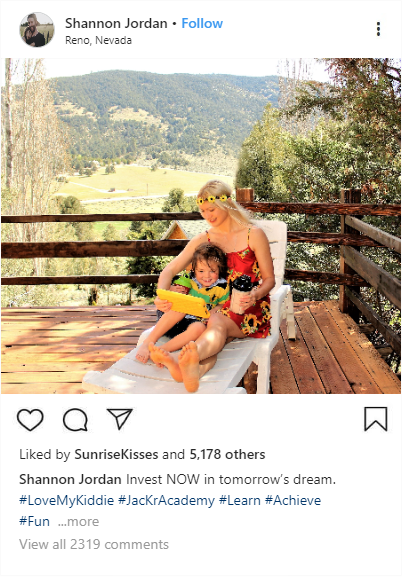 Shannon Jordan • Follow
Reno, Nevada
Liked by SunriseKisses and 5,178 others
Shannon Jordan Invest NOW in tomorrow's dream.
#LoveMyKiddie #JacKrAcademy #Learn #Achieve
#Fun ...more
View all 2319 comments